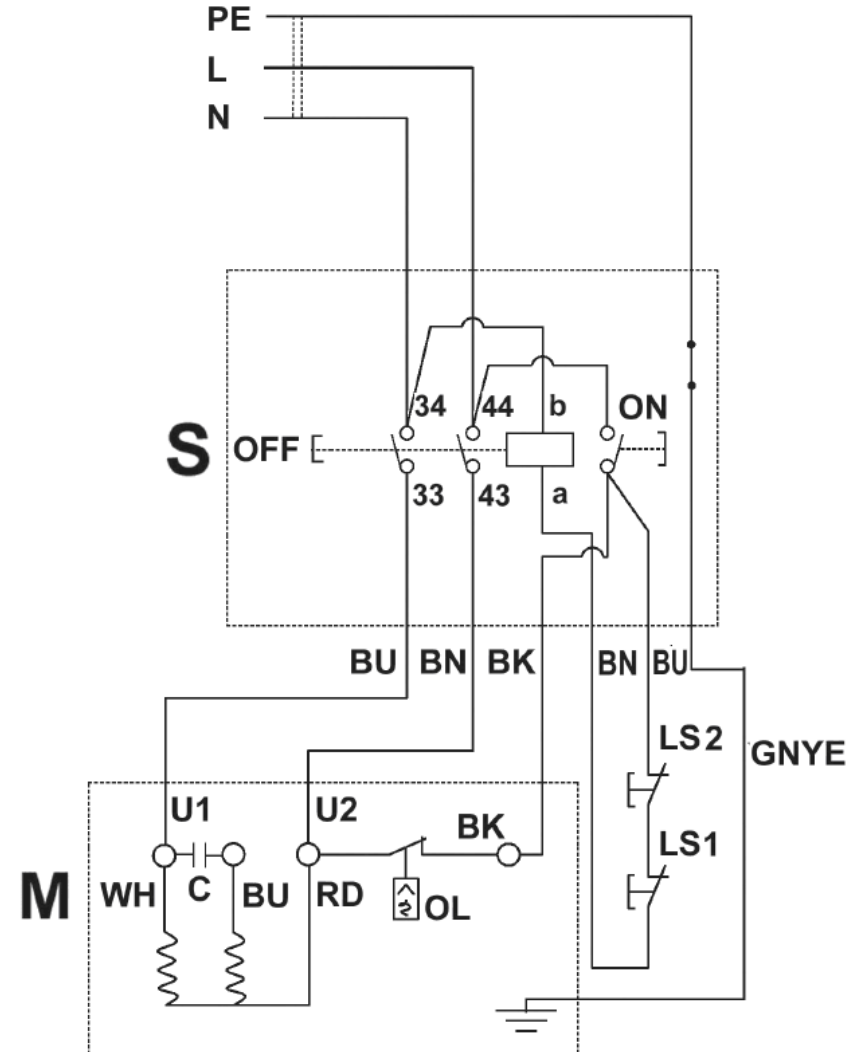 PE
L
N
34 44 b ON
S OFF
33 43 a
BU BN BK BN BU
LS2
GNYE
U1 U2 BK
LS1
M WH C BU RD OL